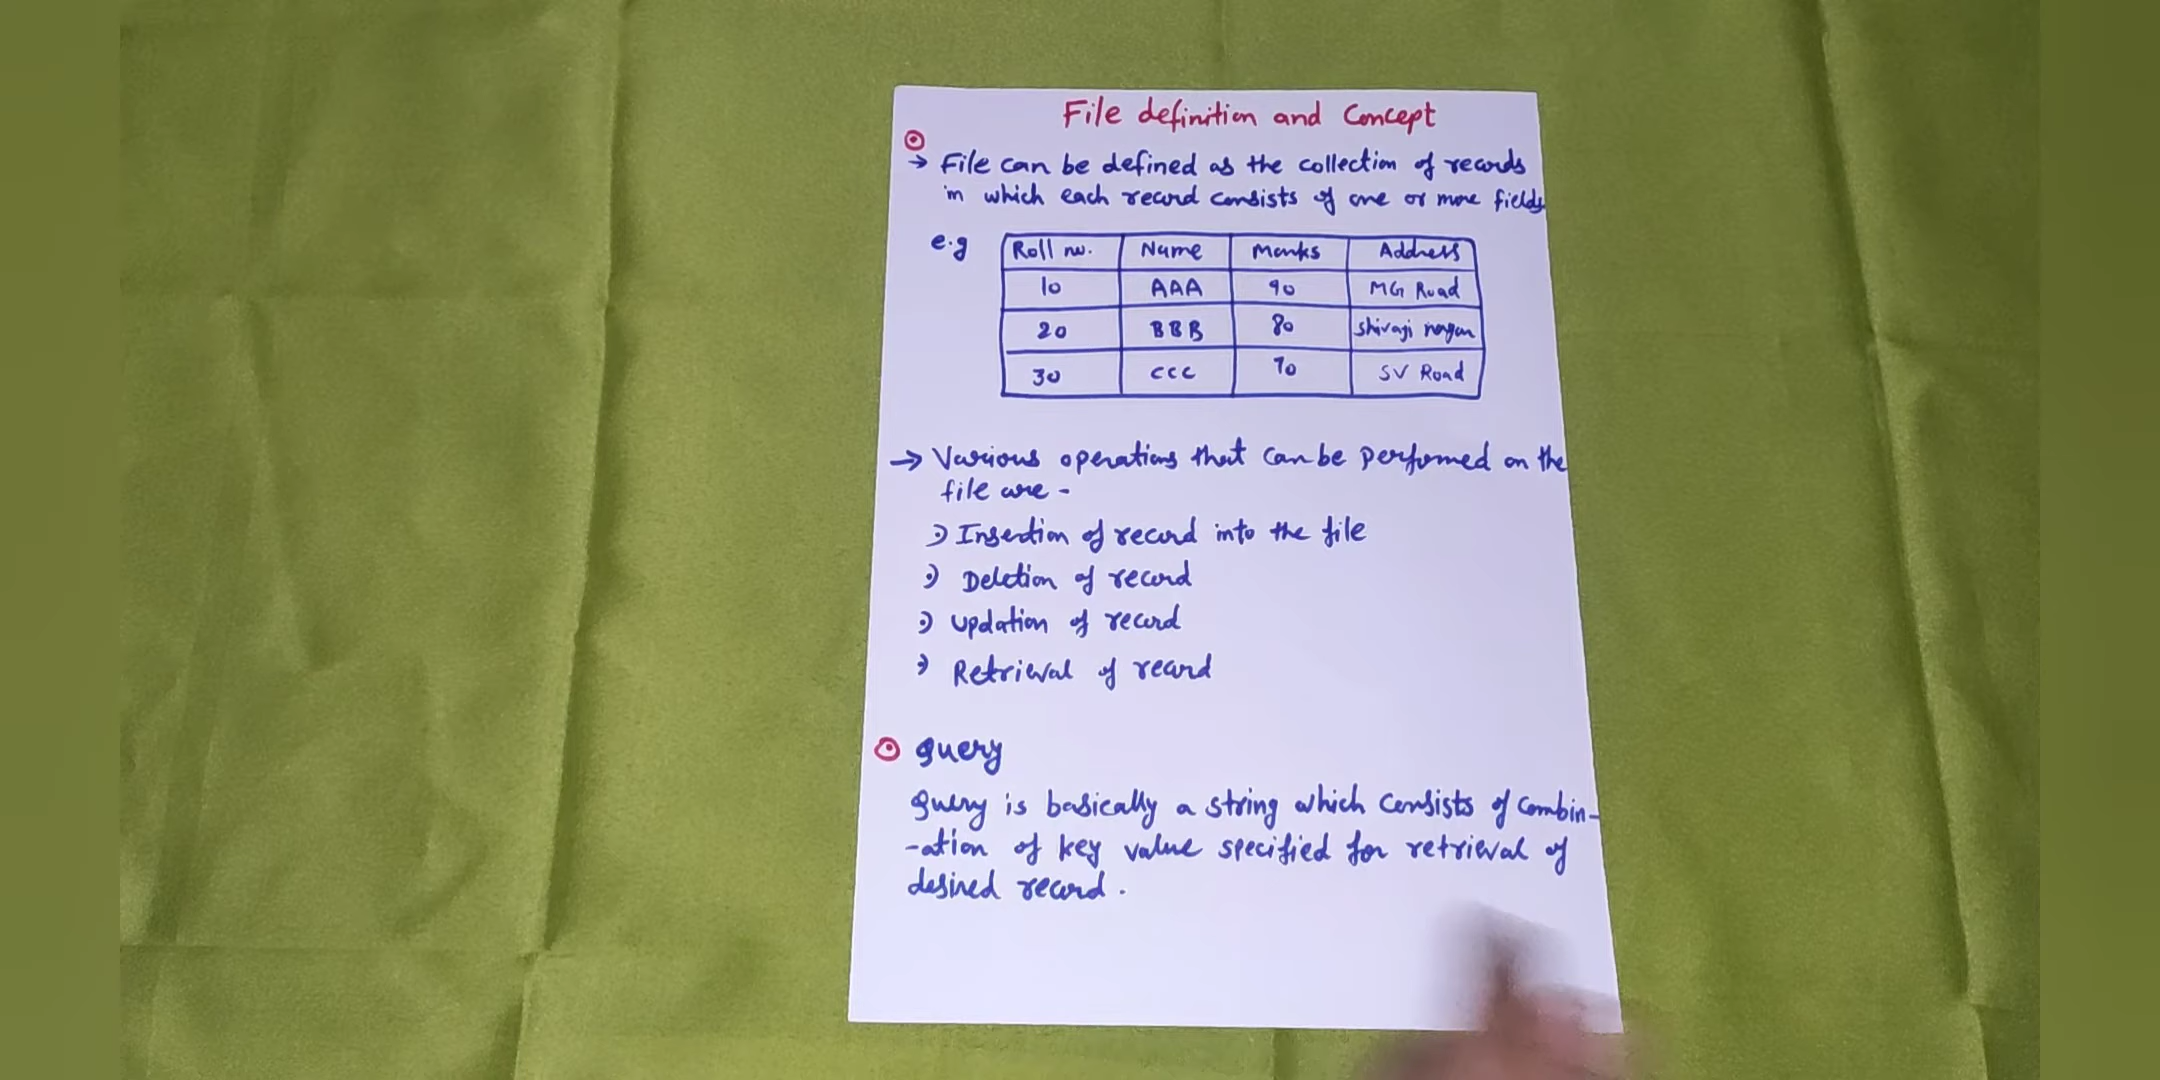 File definition and Concept
→ File can be defined as the collection of records
in which each record consists of one or more fields
e.g
Roll no. Name Marks Address
10 AAA 90 MG Road
20 BBB 80 Shivaji nagar
30 CCC 70 SV Road
→ Various operations that can be performed on the
file are -
Insertion of record into the file
Deletion of record
Updation of record
Retrieval of record
Query
Query is basically a string which consists of combin-
-ation of key value specified for retrieval of
desired record.